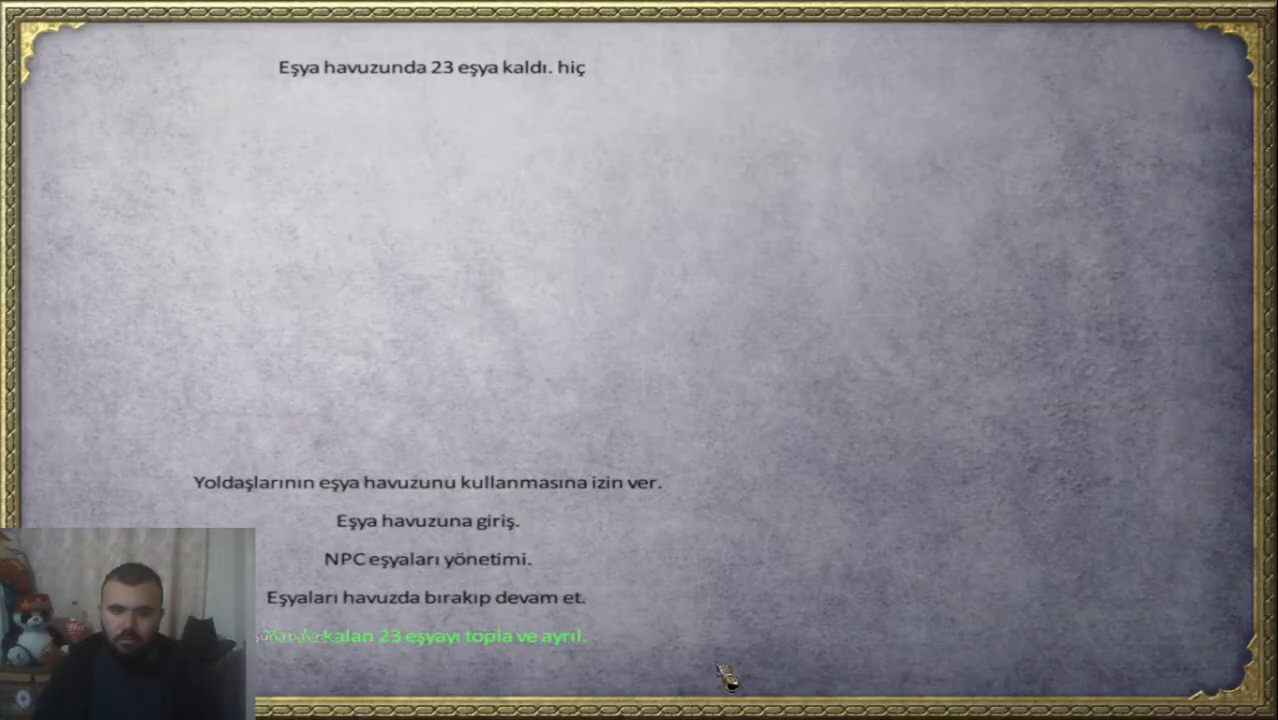 Eşya havuzunda 23 eşya kaldı. hiç
Yoldaşlarının eşya havuzunu kullanmasına izin ver.
Eşya havuzuna giriş.
NPC eşyaları yönetimi.
Eşyaları havuzda bırakıp devam et.
kalan 23 eşyayı topla ve ayrıl.